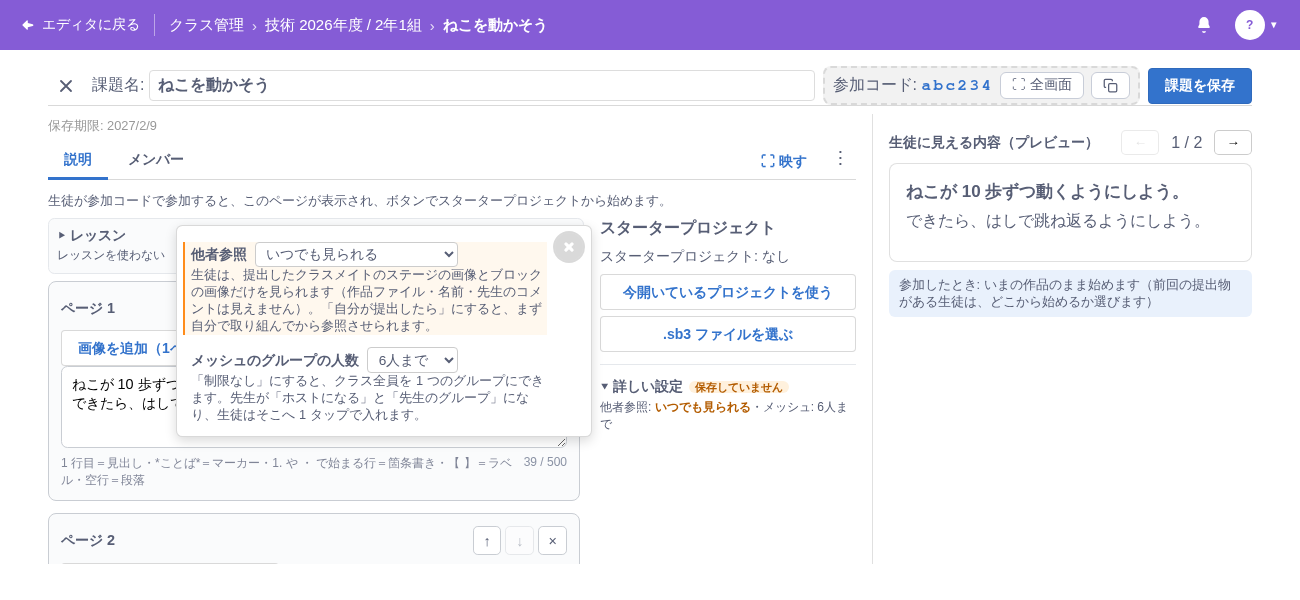 エディタに戻る
クラス管理 › 技術 2026年度 / 2年1組 › ねこを動かそう
?
課題名: ねこを動かそう
参加コード: abc234
全画面
課題を保存
保存期限: 2027/2/9
説明
メンバー
映す
生徒が参加コードで参加すると、このページが表示され、ボタンでスタータープロジェクトから始めます。
レッスン
レッスンを使わない
ページ 1
画像を追加（1ペ
ねこが 10 歩ずつ
できたら、はして
1 行目＝見出し・*ことば*＝マーカー・1. や ・ で始まる行＝箇条書き・【 】＝ラベ
ル・空行＝段落
39 / 500
ページ 2
↑
↓
×
他者参照 いつでも見られる
生徒は、提出したクラスメイトのステージの画像とブロック
の画像だけを見られます（作品ファイル・名前・先生のコメ
ントは見えません）。「自分が提出したら」にすると、まず
自分で取り組んでから参照させられます。
メッシュのグループの人数 6人まで
「制限なし」にすると、クラス全員を 1 つのグループにでき
ます。先生が「ホストになる」と「先生のグループ」にな
り、生徒はそこへ 1 タップで入れます。
スタータープロジェクト
スタータープロジェクト: なし
今開いているプロジェクトを使う
.sb3 ファイルを選ぶ
詳しい設定 保存していません
他者参照: いつでも見られる・メッシュ: 6人ま
で
生徒に見える内容（プレビュー）
←
1 / 2
→
ねこが 10 歩ずつ動くようにしよう。
できたら、はしで跳ね返るようにしよう。
参加したとき: いまの作品のまま始めます（前回の提出物
がある生徒は、どこから始めるか選びます）